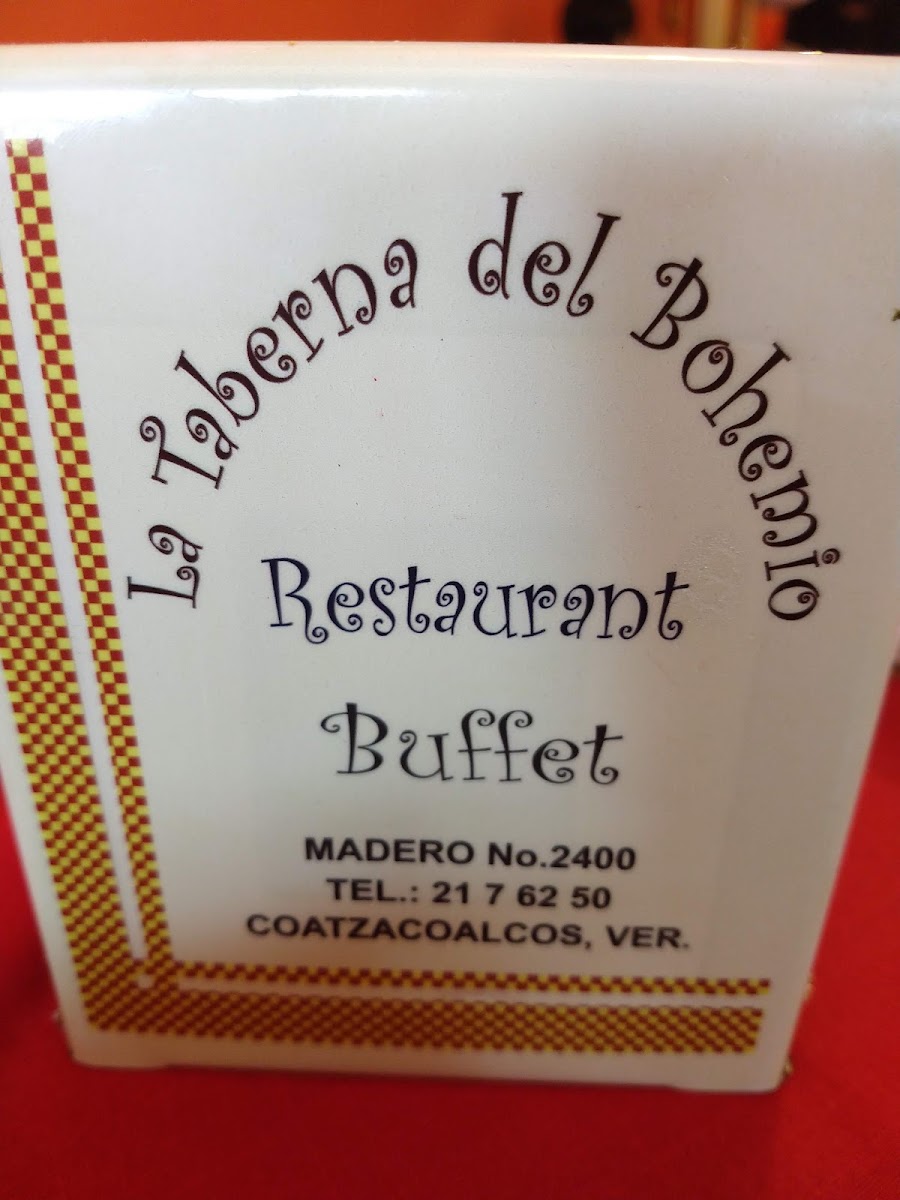 La Taberna del Bohemio
Restaurant
Buffet
MADERO No.2400
TEL.: 21 7 62 50
COATZACOALCOS, VER.